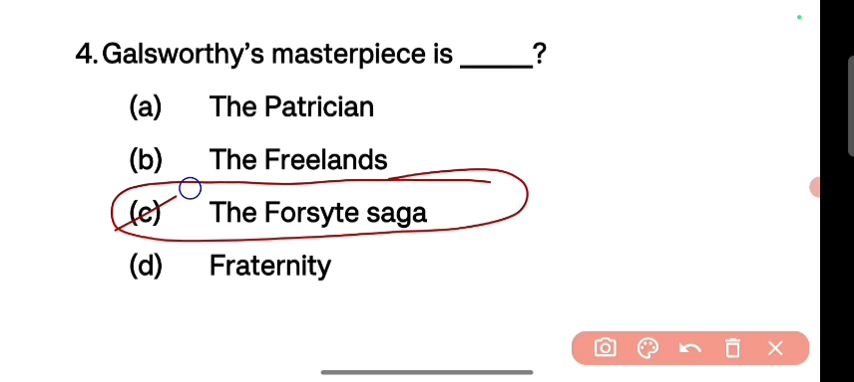 4. Galsworthy's masterpiece is _____?
(a) The Patrician
(b) The Freelands
(c) The Forsyte saga
(d) Fraternity